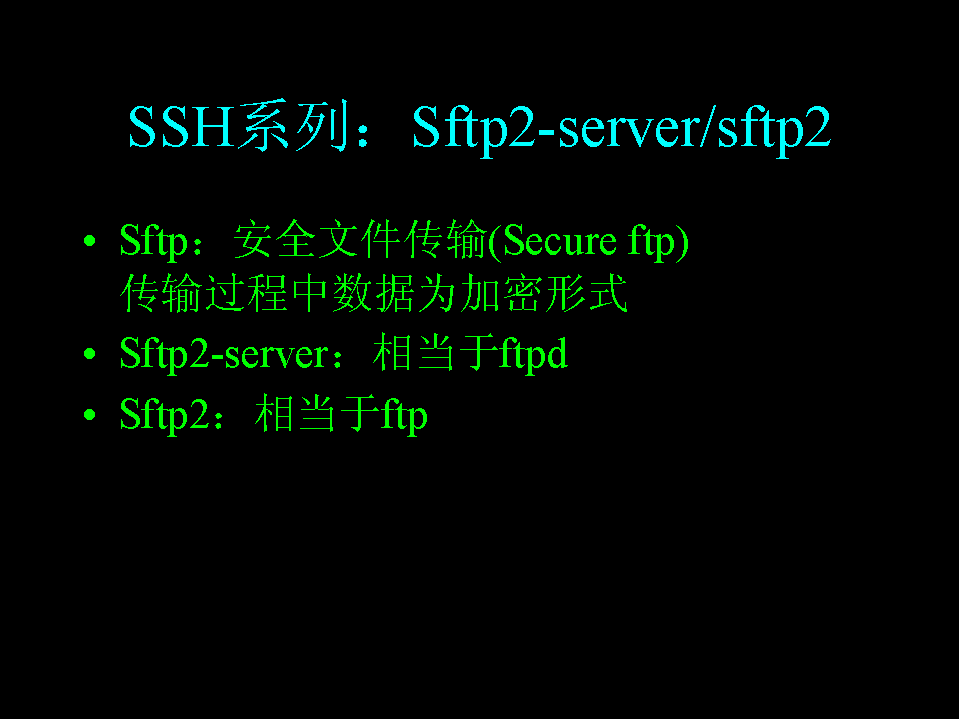 SSH系列：Sftp2-server/sftp2
• Sftp：安全文件传输(Secure ftp)
传输过程中数据为加密形式
• Sftp2-server：相当于ftpd
• Sftp2：相当于ftp